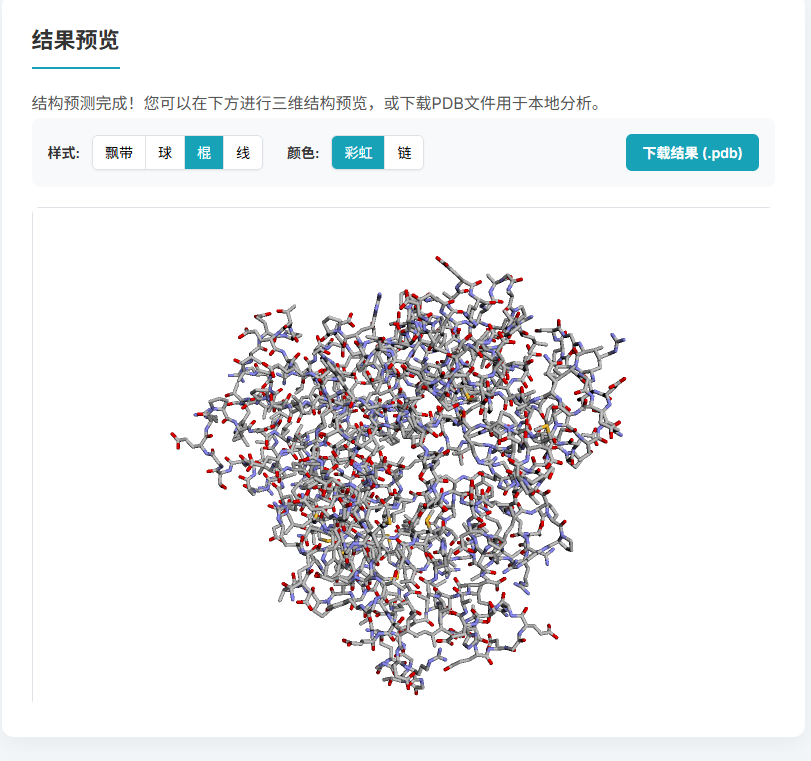 结果预览
结构预测完成！您可以在下方进行三维结构预览，或下载PDB文件用于本地分析。
样式: 飘带 球 棍 线 颜色: 彩虹 链 下载结果 (.pdb)